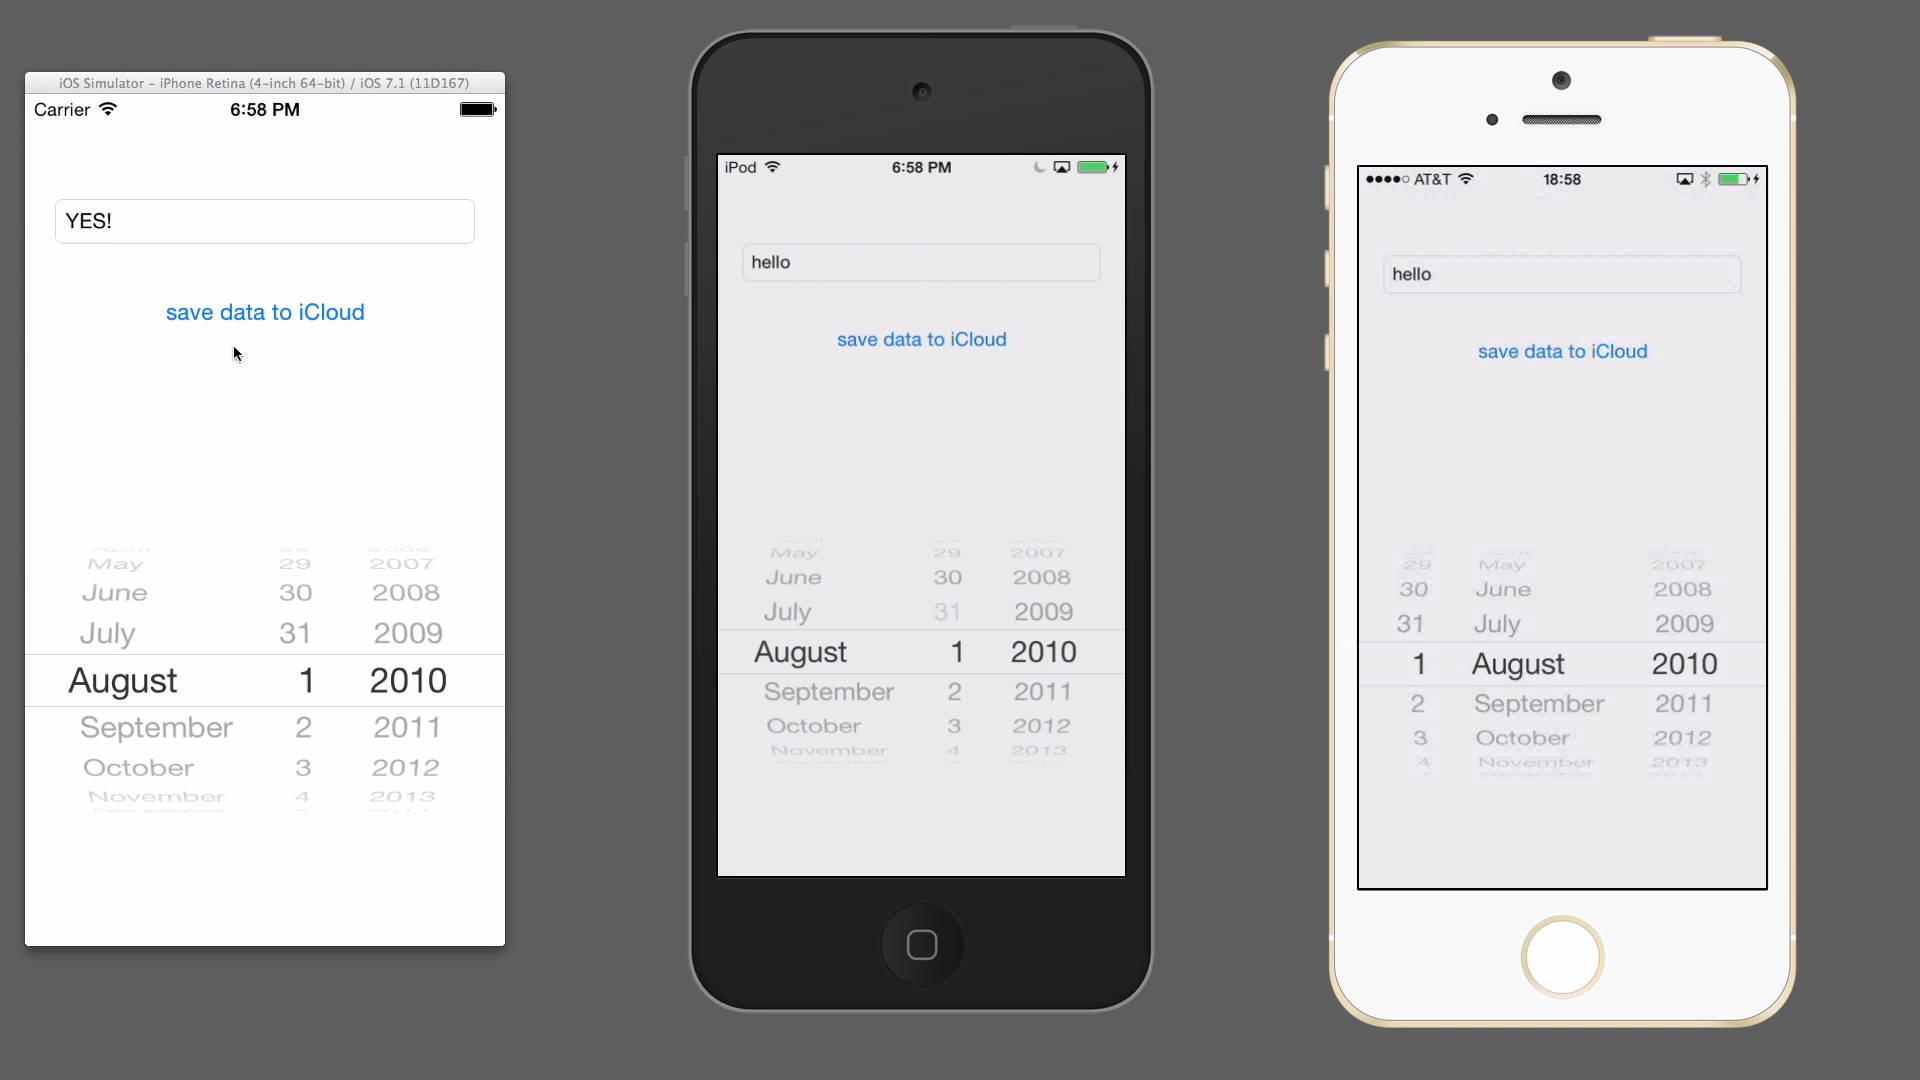 iOS Simulator – iPhone Retina (4-inch 64-bit) / iOS 7.1 (11D167)
Carrier 6:58 PM
YES!
save data to iCloud
May 29 2007
June 30 2008
July 31 2009
August 1 2010
September 2 2011
October 3 2012
November 4 2013
iPod 6:58 PM
hello
save data to iCloud
May 29 2007
June 30 2008
July 31 2009
August 1 2010
September 2 2011
October 3 2012
November 4 2013
AT&T 18:58
hello
save data to iCloud
29 May 2007
30 June 2008
31 July 2009
1 August 2010
2 September 2011
3 October 2012
4 November 2013